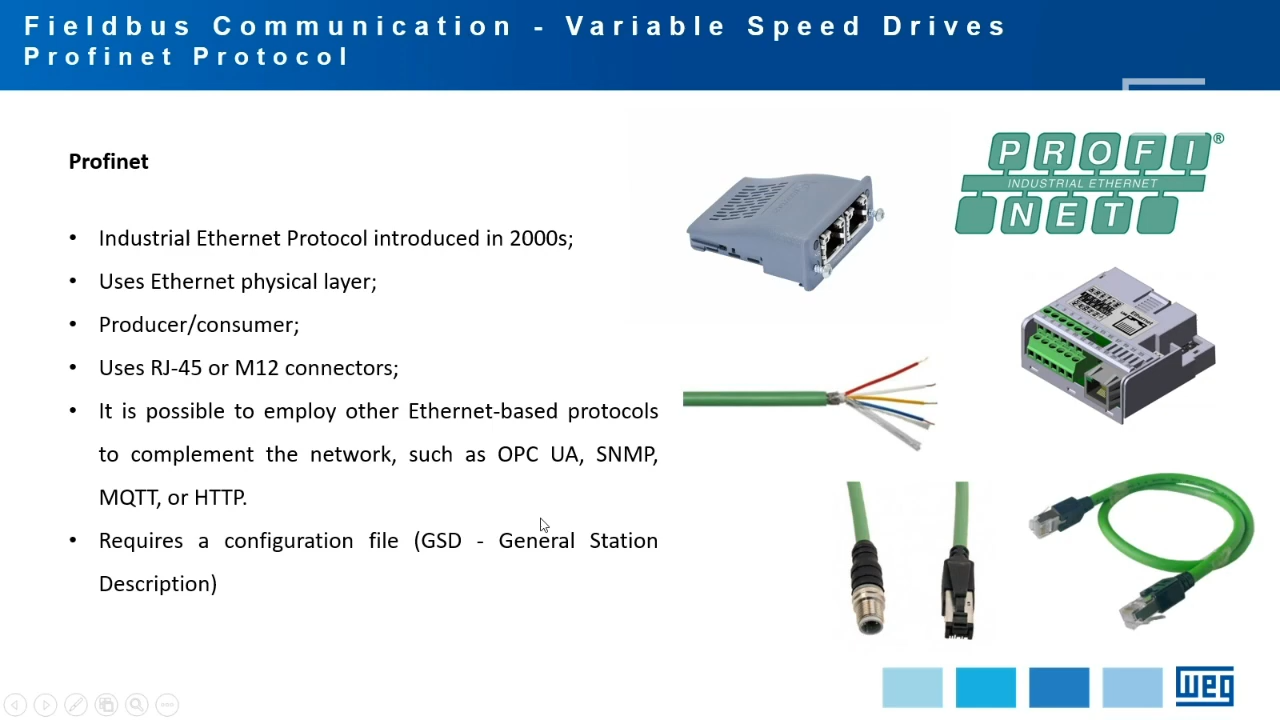 Fieldbus Communication - Variable Speed Drives
Profinet Protocol
Profinet
PROFI®
INDUSTRIAL ETHERNET
NET
• Industrial Ethernet Protocol introduced in 2000s;
• Uses Ethernet physical layer;
• Producer/consumer;
• Uses RJ-45 or M12 connectors;
• It is possible to employ other Ethernet-based protocols
to complement the network, such as OPC UA, SNMP,
MQTT, or HTTP.
• Requires a configuration file (GSD - General Station
Description)
Ethernet
weg